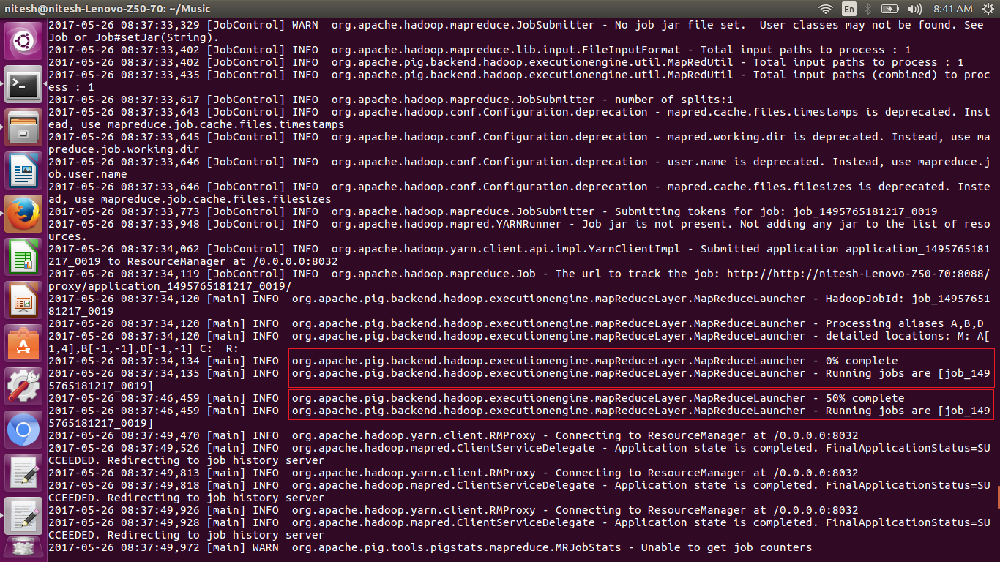 nitesh@nitesh-Lenovo-Z50-70: ~/Music
En
8:41 AM
2017-05-26 08:37:33,329 [JobControl] WARN  org.apache.hadoop.mapreduce.JobSubmitter - No job jar file set.  User classes may not be found. See
Job or Job#setJar(String).
2017-05-26 08:37:33,402 [JobControl] INFO  org.apache.hadoop.mapreduce.lib.input.FileInputFormat - Total input paths to process : 1
2017-05-26 08:37:33,402 [JobControl] INFO  org.apache.pig.backend.hadoop.executionengine.util.MapRedUtil - Total input paths to process : 1
2017-05-26 08:37:33,435 [JobControl] INFO  org.apache.pig.backend.hadoop.executionengine.util.MapRedUtil - Total input paths (combined) to proc
ess : 1
2017-05-26 08:37:33,617 [JobControl] INFO  org.apache.hadoop.mapreduce.JobSubmitter - number of splits:1
2017-05-26 08:37:33,643 [JobControl] INFO  org.apache.hadoop.conf.Configuration.deprecation - mapred.cache.files.timestamps is deprecated. Inst
ead, use mapreduce.job.cache.files.timestamps
2017-05-26 08:37:33,645 [JobControl] INFO  org.apache.hadoop.conf.Configuration.deprecation - mapred.working.dir is deprecated. Instead, use ma
preduce.job.working.dir
2017-05-26 08:37:33,646 [JobControl] INFO  org.apache.hadoop.conf.Configuration.deprecation - user.name is deprecated. Instead, use mapreduce.j
ob.user.name
2017-05-26 08:37:33,646 [JobControl] INFO  org.apache.hadoop.conf.Configuration.deprecation - mapred.cache.files.filesizes is deprecated. Inste
ad, use mapreduce.job.cache.files.filesizes
2017-05-26 08:37:33,773 [JobControl] INFO  org.apache.hadoop.mapreduce.JobSubmitter - Submitting tokens for job: job_1495765181217_0019
2017-05-26 08:37:33,948 [JobControl] INFO  org.apache.hadoop.mapred.YARNRunner - Job jar is not present. Not adding any jar to the list of reso
urces.
2017-05-26 08:37:34,062 [JobControl] INFO  org.apache.hadoop.yarn.client.api.impl.YarnClientImpl - Submitted application application_1495765181
217_0019 to ResourceManager at /0.0.0.0:8032
2017-05-26 08:37:34,119 [JobControl] INFO  org.apache.hadoop.mapreduce.Job - The url to track the job: http://http://nitesh-Lenovo-Z50-70:8088/
proxy/application_1495765181217_0019/
2017-05-26 08:37:34,120 [main] INFO  org.apache.pig.backend.hadoop.executionengine.mapReduceLayer.MapReduceLauncher - HadoopJobId: job_14957651
81217_0019
2017-05-26 08:37:34,120 [main] INFO  org.apache.pig.backend.hadoop.executionengine.mapReduceLayer.MapReduceLauncher - Processing aliases A,B,D
2017-05-26 08:37:34,120 [main] INFO  org.apache.pig.backend.hadoop.executionengine.mapReduceLayer.MapReduceLauncher - detailed locations: M: A[
1,4],B[-1,-1],D[-1,-1] C:  R:
2017-05-26 08:37:34,134 [main] INFO  org.apache.pig.backend.hadoop.executionengine.mapReduceLayer.MapReduceLauncher - 0% complete
2017-05-26 08:37:34,135 [main] INFO  org.apache.pig.backend.hadoop.executionengine.mapReduceLayer.MapReduceLauncher - Running jobs are [job_149
5765181217_0019]
2017-05-26 08:37:46,459 [main] INFO  org.apache.pig.backend.hadoop.executionengine.mapReduceLayer.MapReduceLauncher - 50% complete
2017-05-26 08:37:46,459 [main] INFO  org.apache.pig.backend.hadoop.executionengine.mapReduceLayer.MapReduceLauncher - Running jobs are [job_149
5765181217_0019]
2017-05-26 08:37:49,470 [main] INFO  org.apache.hadoop.yarn.client.RMProxy - Connecting to ResourceManager at /0.0.0.0:8032
2017-05-26 08:37:49,526 [main] INFO  org.apache.hadoop.mapred.ClientServiceDelegate - Application state is completed. FinalApplicationStatus=SU
CCEEDED. Redirecting to job history server
2017-05-26 08:37:49,813 [main] INFO  org.apache.hadoop.yarn.client.RMProxy - Connecting to ResourceManager at /0.0.0.0:8032
2017-05-26 08:37:49,818 [main] INFO  org.apache.hadoop.mapred.ClientServiceDelegate - Application state is completed. FinalApplicationStatus=SU
CCEEDED. Redirecting to job history server
2017-05-26 08:37:49,926 [main] INFO  org.apache.hadoop.yarn.client.RMProxy - Connecting to ResourceManager at /0.0.0.0:8032
2017-05-26 08:37:49,928 [main] INFO  org.apache.hadoop.mapred.ClientServiceDelegate - Application state is completed. FinalApplicationStatus=SU
CCEEDED. Redirecting to job history server
2017-05-26 08:37:49,972 [main] WARN  org.apache.pig.tools.pigstats.mapreduce.MRJobStats - Unable to get job counters